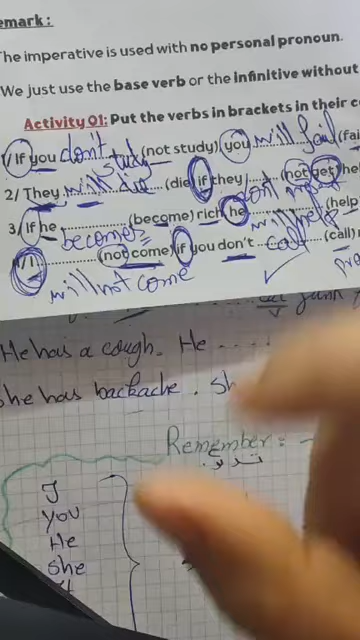 emark :
The imperative is used with no personal pronoun.
We just use the base verb or the infinitive without
Activity 01: Put the verbs in brackets in their co
1/ If you don't study (not study) you will fail (fai
2/ They will die (die) if they (not get) hel
don't
3/ If he becomes (become) rich he will help (help
4/ I will not come (not come) if you don't call (call)
He has a cough. He ....
she has backache. sh
Remember :
I
you
He
she